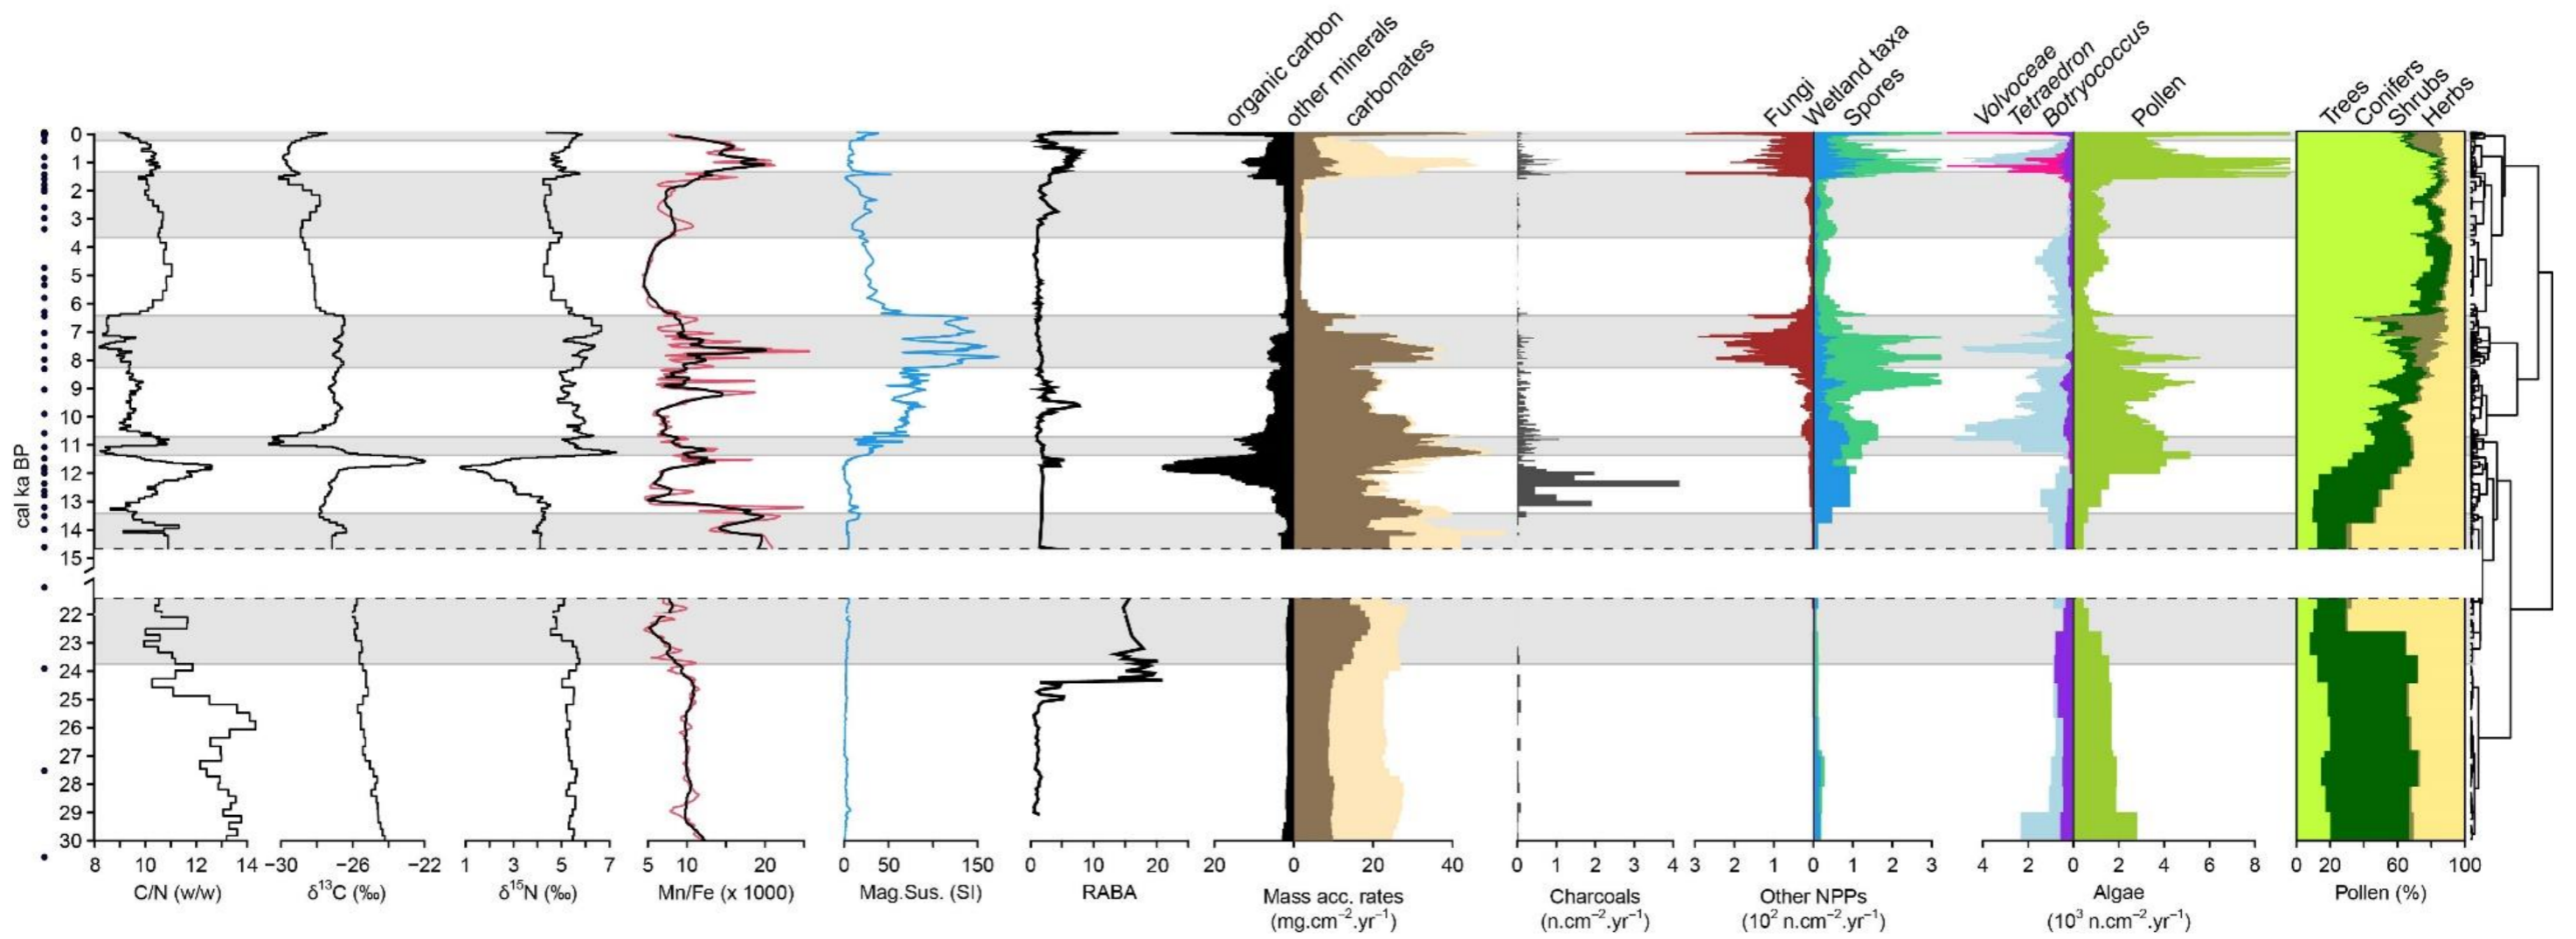 organic carbon
other minerals
carbonates
Fungi
Wetland taxa
Spores
Volvoceae
Tetraedron
Botryococcus
Pollen
Trees
Conifers
Shrubs
Herbs
cal ka BP
0
1
2
3
4
5
6
7
8
9
10
11
12
13
14
15
22
23
24
25
26
27
28
29
30
8 10 12 14
−30 −26 −22
1 3 5 7
5 10 20
0 50 150
0 10 20
20 0 20 40
0 1 2 3 4
3 2 1 0 1 2 3
4 2 0 2 4 6 8
0 20 60 100
C/N (w/w)
δ¹³C (‰)
δ¹⁵N (‰)
Mn/Fe (x 1000)
Mag.Sus. (SI)
RABA
Mass acc. rates
(mg.cm⁻².yr⁻¹)
Charcoals
(n.cm⁻².yr⁻¹)
Other NPPs
(10² n.cm⁻².yr⁻¹)
Algae
(10³ n.cm⁻².yr⁻¹)
Pollen (%)